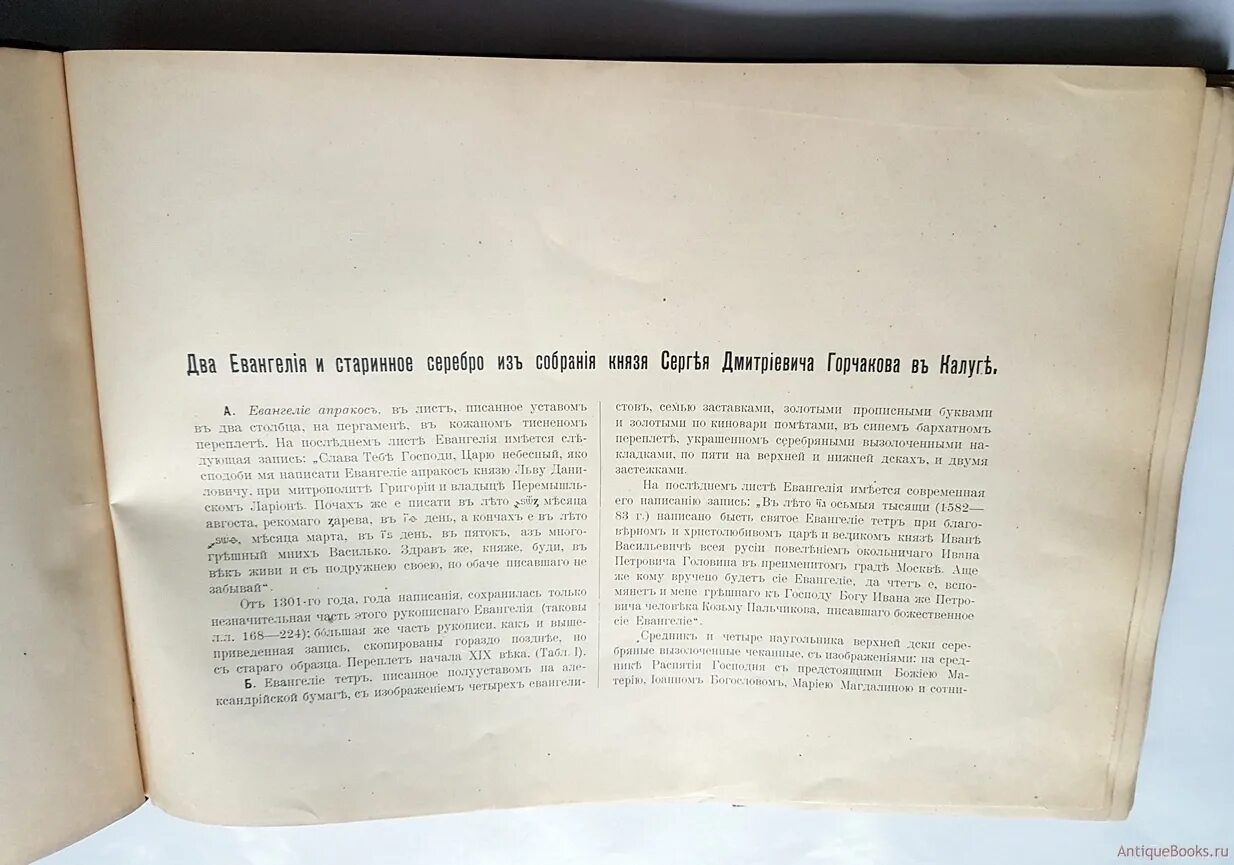 Два Евангелія и старинное серебро изъ собранія князя Сергѣя Дмитріевича Горчакова въ Калугѣ.
А. Евангеліе апракосъ, въ листъ, писанное уставомъ
въ два столбца, на пергаменѣ, въ кожаномъ тисненомъ
переплетѣ. На послѣднемъ листѣ Евангелія имѣется слѣ-
дующая запись: „Слава Тебѣ Господи, Царю небесный, яко
сподоби мя написати Евангеліе апракосъ князю Льву Дани-
ловичу, при митрополитѣ Григоріи и владыцѣ Перемышль-
скомъ Ларіонѣ. Почахъ же е писати въ лѣто мѣсяца
августа, рекомаго зарева, въ день, а кончахъ е въ лѣто
мѣсяца марта, въ день, въ пятокъ, азъ много-
грѣшный мнихъ Василько. Здравъ же, княже, буди, въ
вѣкъ живи и съ подружнею своею, но обаче писавшаго не
забывай“.
Отъ 1301-го года, года написанія, сохранилась только
незначительная часть этого рукописнаго Евангелія (таковы
л.л. 168—224); бо́льшая же часть рукописи, какъ и выше-
приведенная запись, скопированы гораздо позднѣе, но
съ стараго образца. Переплетъ начала XIX вѣка. (Табл. I).
Б. Евангеліе тетръ, писанное полууставомъ на але-
ксандрійской бумагѣ, съ изображеніемъ четырехъ евангели-
стовъ, семью заставками, золотыми прописными буквами
и золотыми по киновари помѣтами, въ синемъ бархатномъ
переплетѣ, украшенномъ серебряными вызолоченными на-
кладками, по пяти на верхней и нижней дскахъ, и двумя
застежками.
На послѣднемъ листѣ Евангелія имѣется современная
его написанію запись: „Въ лѣто осьмыя тысящи (1582—
83 г.) написано бысть святое Евангеліе тетръ при благо-
вѣрномъ и христолюбивомъ царѣ и великомъ князѣ Иванѣ
Васильевичѣ всея русіи повелѣніемъ окольничаго Ивана
Петровича Головина въ преименитомъ градѣ Москвѣ. Аще
же кому вручено будетъ сіе Евангеліе, да чтетъ е, вспо-
мянетъ и мене грѣшнаго къ Господу Богу Ивана же Петро-
вича человѣка Козьму Пальчикова, писавшаго божественное
сіе Евангеліе“.
Средникъ и четыре наугольника верхней дски сере-
бряные вызолоченные чеканные, съ изображеніями: на сред-
никѣ Распятія Господня съ предстоящими Божіею Ма-
терію, Іоанномъ Богословомъ, Маріею Магдалиною и сотни-
AntiqueBooks.ru